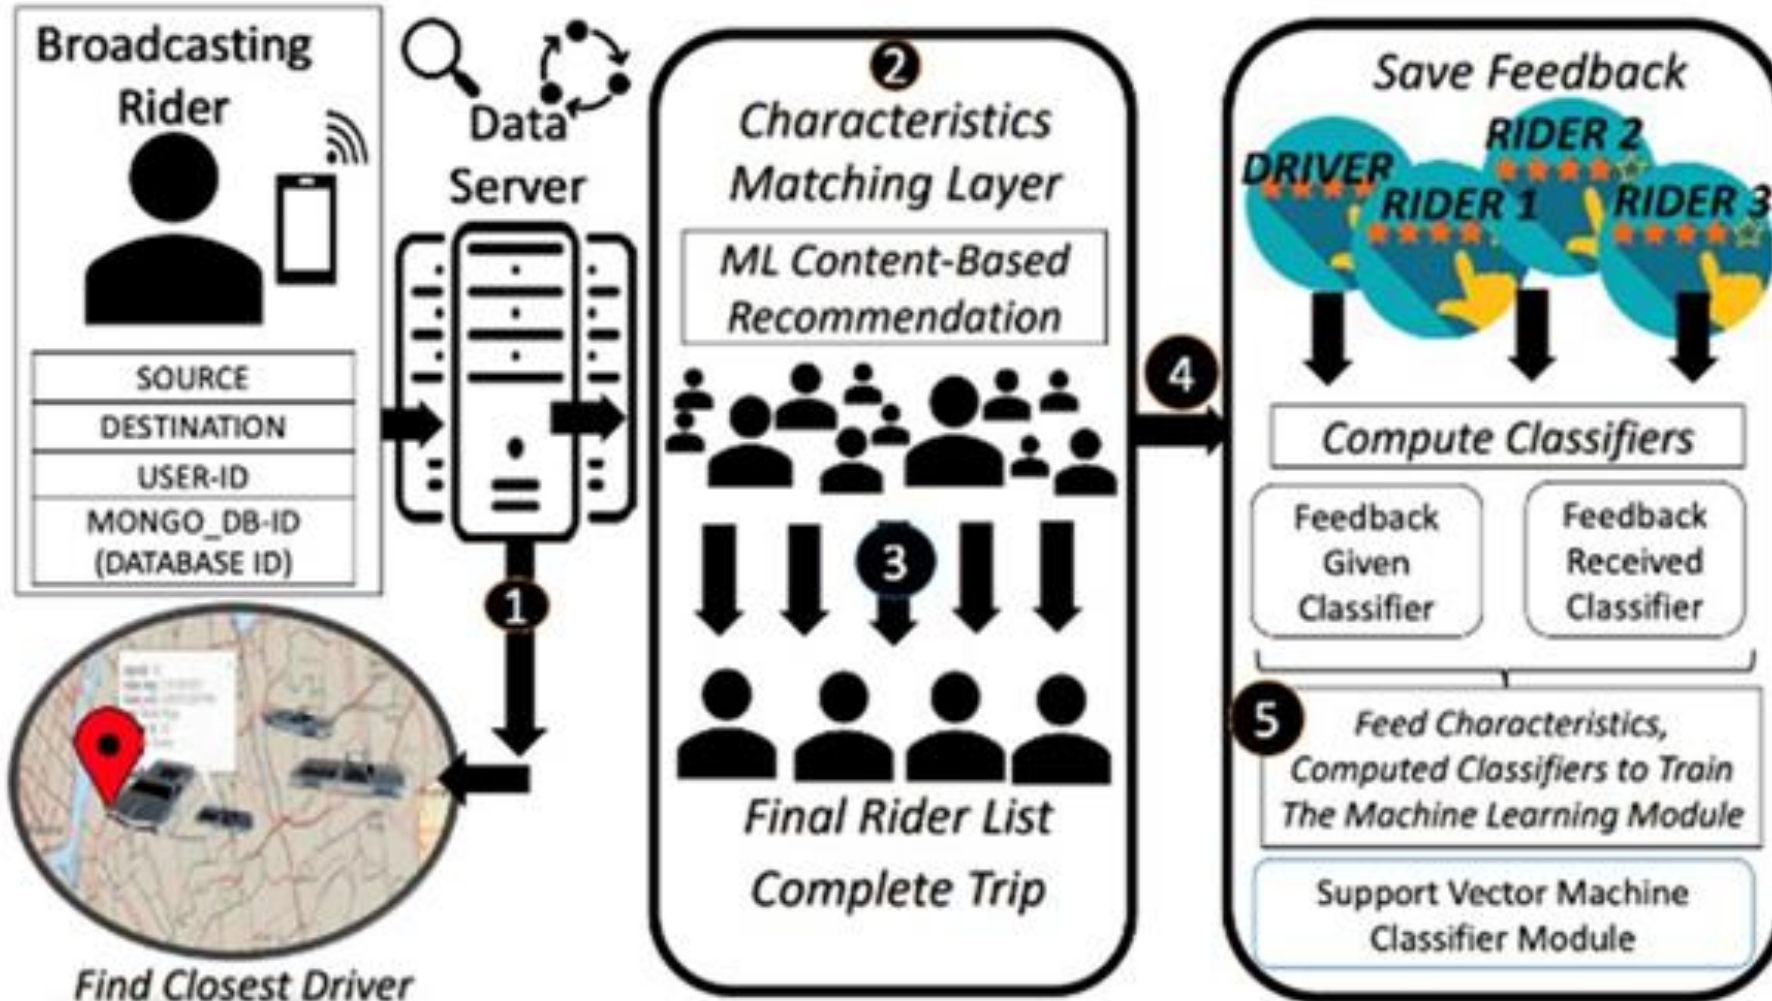 Broadcasting
Rider
SOURCE
DESTINATION
USER-ID
MONGO_DB-ID
(DATABASE ID)
Data
Server
1
Find Closest Driver
2
Characteristics
Matching Layer
ML Content-Based
Recommendation
3
Final Rider List
Complete Trip
4
Save Feedback
DRIVER
RIDER 1
RIDER 2
RIDER 3
Compute Classifiers
Feedback
Given
Classifier
Feedback
Received
Classifier
5
Feed Characteristics,
Computed Classifiers to Train
The Machine Learning Module
Support Vector Machine
Classifier Module